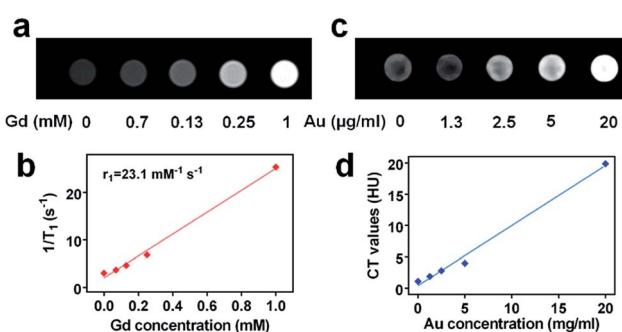 a
Gd (mM) 0 0.7 0.13 0.25 1
b
r₁=23.1 mM⁻¹ s⁻¹
1/T₁ (s⁻¹)
20
10
0
0.0 0.2 0.4 0.6 0.8 1.0
Gd concentration (mM)
c
Au (µg/ml) 0 1.3 2.5 5 20
d
CT values (HU)
20
15
10
5
0
0 5 10 15 20
Au concentration (mg/ml)